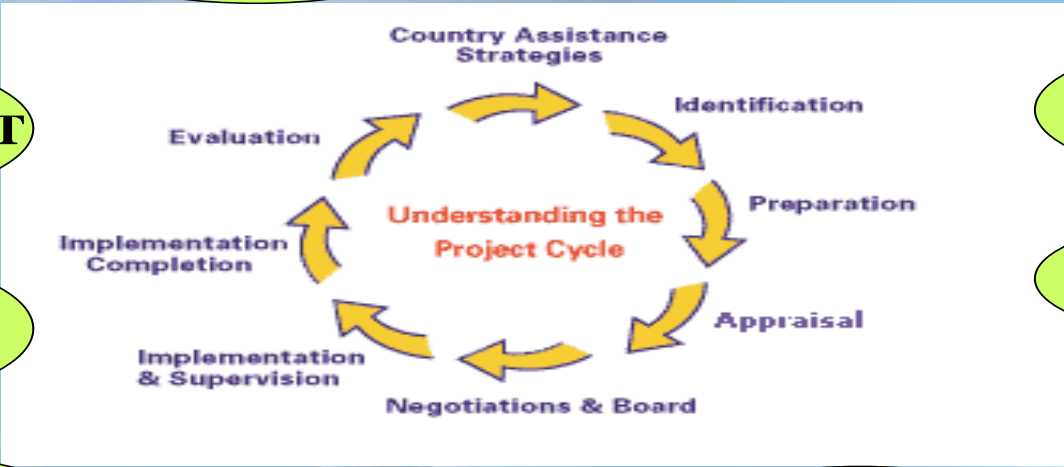 Country Assistance
Strategies
Identification
Evaluation
T
Preparation
Understanding the
Project Cycle
Implementation
Completion
Appraisal
Implementation
& Supervision
Negotiations & Board